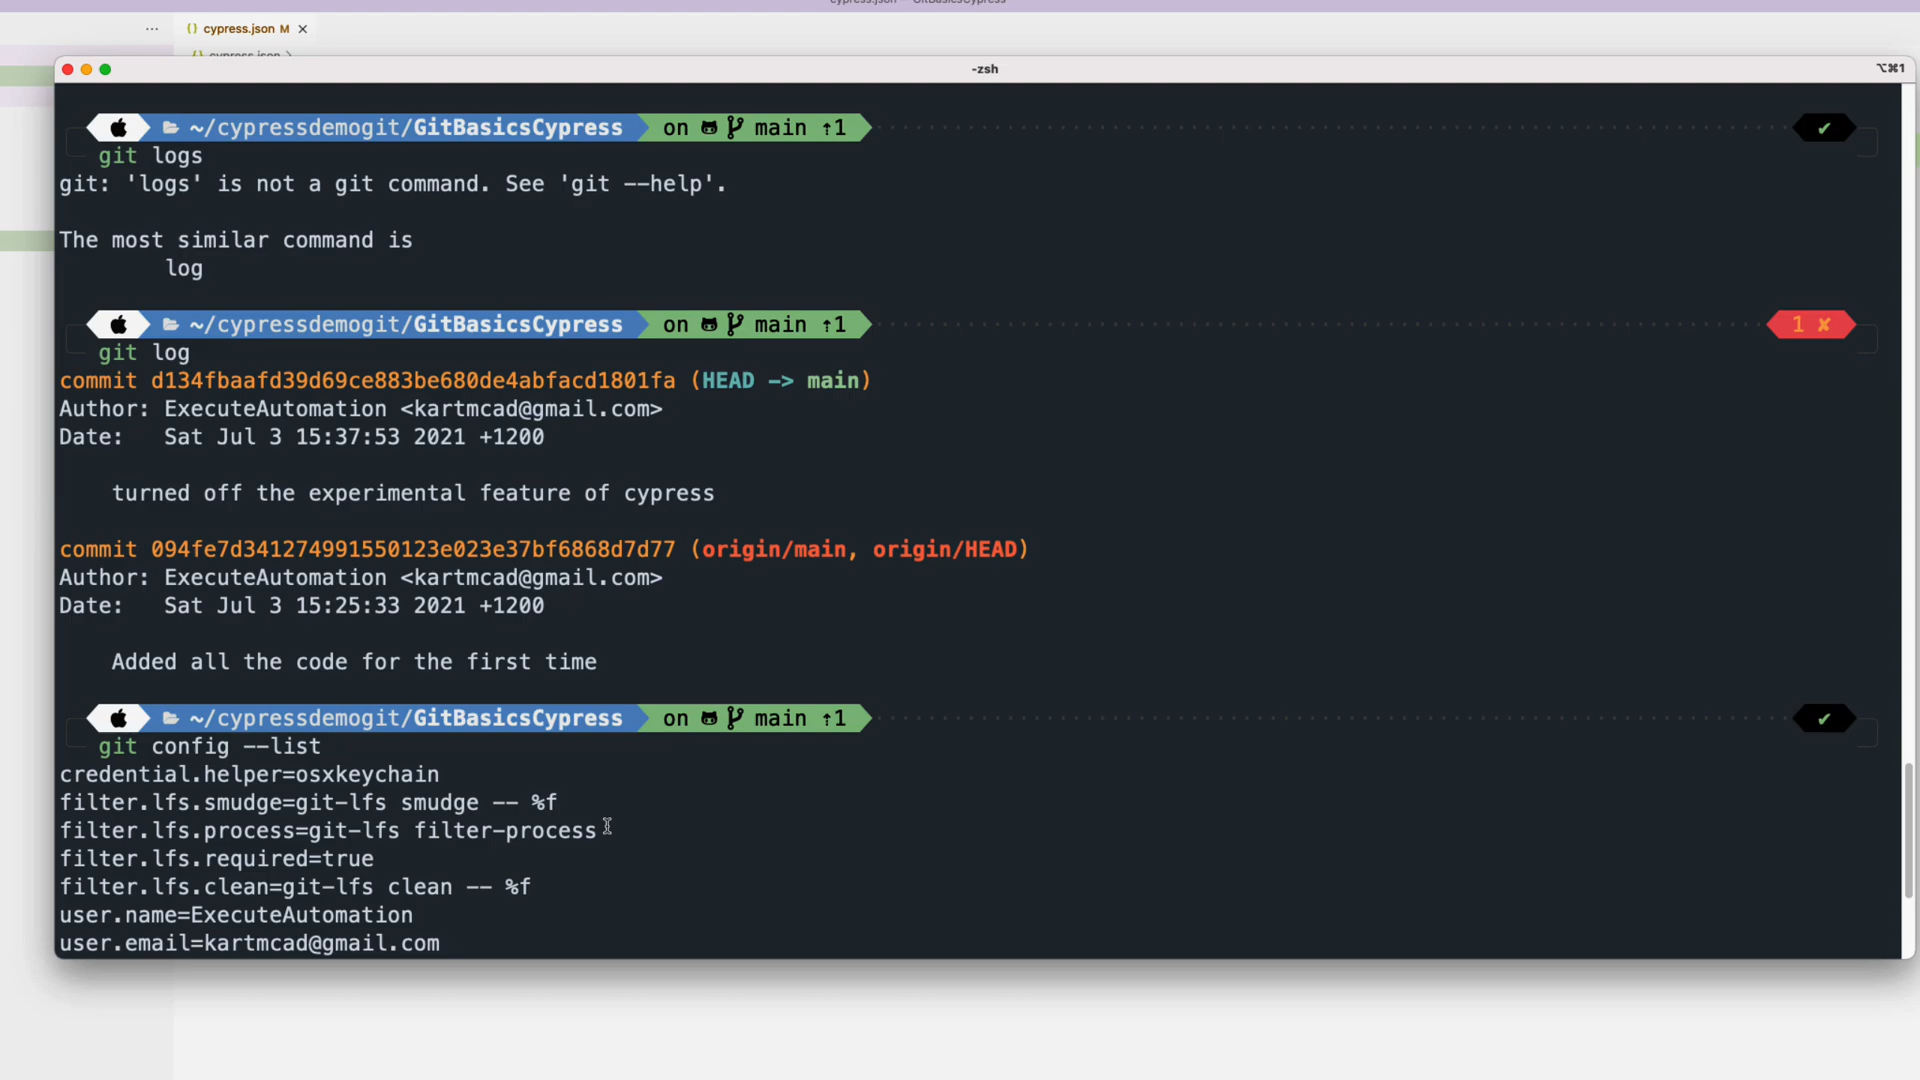 cypress.json — GitBasicsCypress
... {} cypress.json M ×
{} cypress.json >
-zsh ⌥⌘1
~/cypressdemogit/GitBasicsCypress on main ↑1 ✔
git logs
git: 'logs' is not a git command. See 'git --help'.
The most similar command is
log
~/cypressdemogit/GitBasicsCypress on main ↑1 1 ✘
git log
commit d134fbaafd39d69ce883be680de4abfacd1801fa (HEAD -> main)
Author: ExecuteAutomation <kartmcad@gmail.com>
Date: Sat Jul 3 15:37:53 2021 +1200
turned off the experimental feature of cypress
commit 094fe7d341274991550123e023e37bf6868d7d77 (origin/main, origin/HEAD)
Author: ExecuteAutomation <kartmcad@gmail.com>
Date: Sat Jul 3 15:25:33 2021 +1200
Added all the code for the first time
~/cypressdemogit/GitBasicsCypress on main ↑1 ✔
git config --list
credential.helper=osxkeychain
filter.lfs.smudge=git-lfs smudge -- %f
filter.lfs.process=git-lfs filter-process
filter.lfs.required=true
filter.lfs.clean=git-lfs clean -- %f
user.name=ExecuteAutomation
user.email=kartmcad@gmail.com